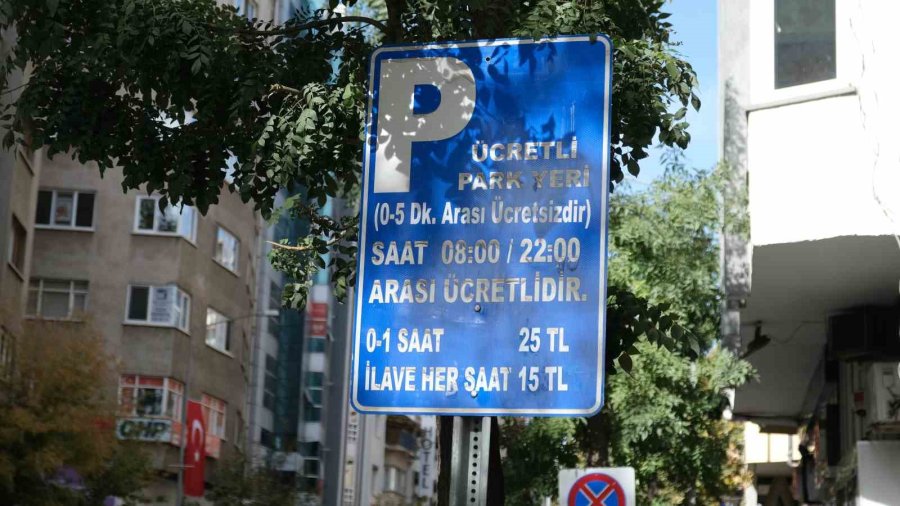 P
ÜCRETLİ
PARK YERİ
(0-5 Dk. Arası Ücretsizdir)
SAAT 08:00 / 22:00
ARASI ÜCRETLİDİR.
0-1 SAAT 25 TL
İLAVE HER SAAT 15 TL
CHP
OTEL